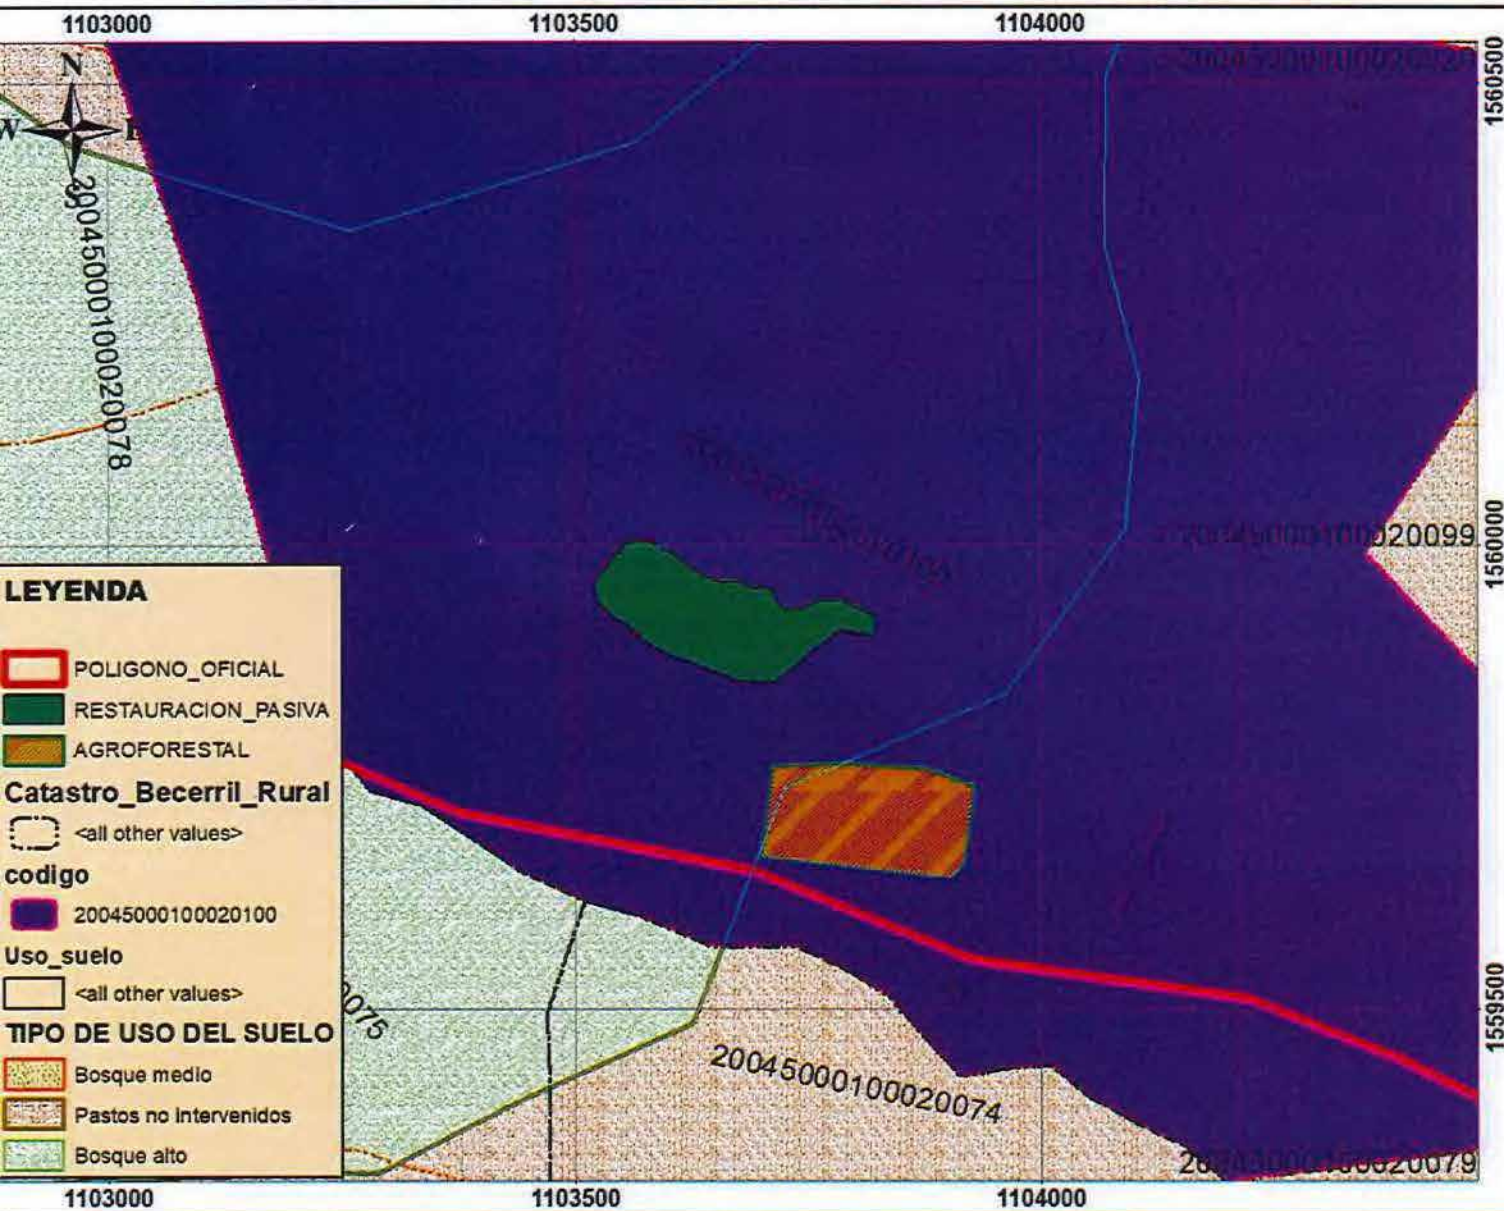 1103000 1103500 1104000
N
W E
S
1560500
20045000100020078
1560000
20045000100020099
LEYENDA
POLIGONO_OFICIAL
RESTAURACION_PASIVA
AGROFORESTAL
Catastro_Becerril_Rural
<all other values>
codigo
20045000100020100
Uso_suelo
<all other values>
TIPO DE USO DEL SUELO
Bosque medio
Pastos no intervenidos
Bosque alto
0075
1559500
20045000100020074
20045000100020079
1103000 1103500 1104000